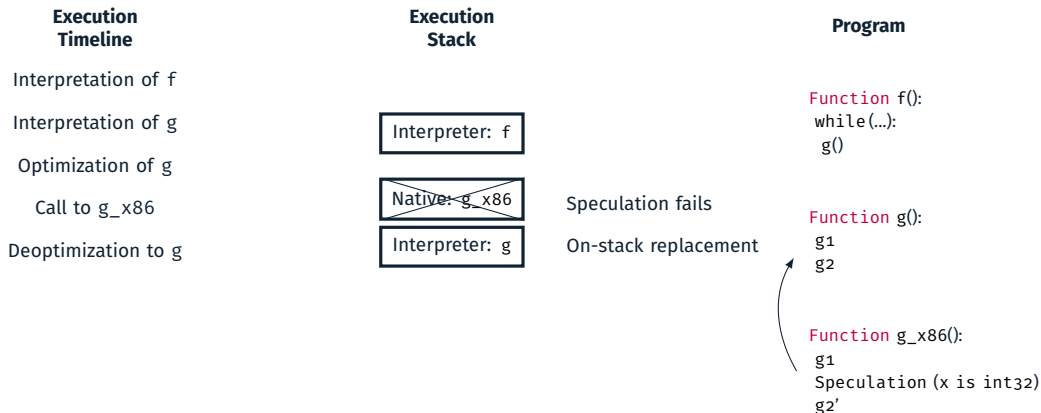 Execution
Timeline
Interpretation of f
Interpretation of g
Optimization of g
Call to g_x86
Deoptimization to g
Execution
Stack
Interpreter: f
Native: g_x86
Interpreter: g
Speculation fails
On-stack replacement
Program
Function f():
while(...):
g()
Function g():
g1
g2
Function g_x86():
g1
Speculation (x is int32)
g2'